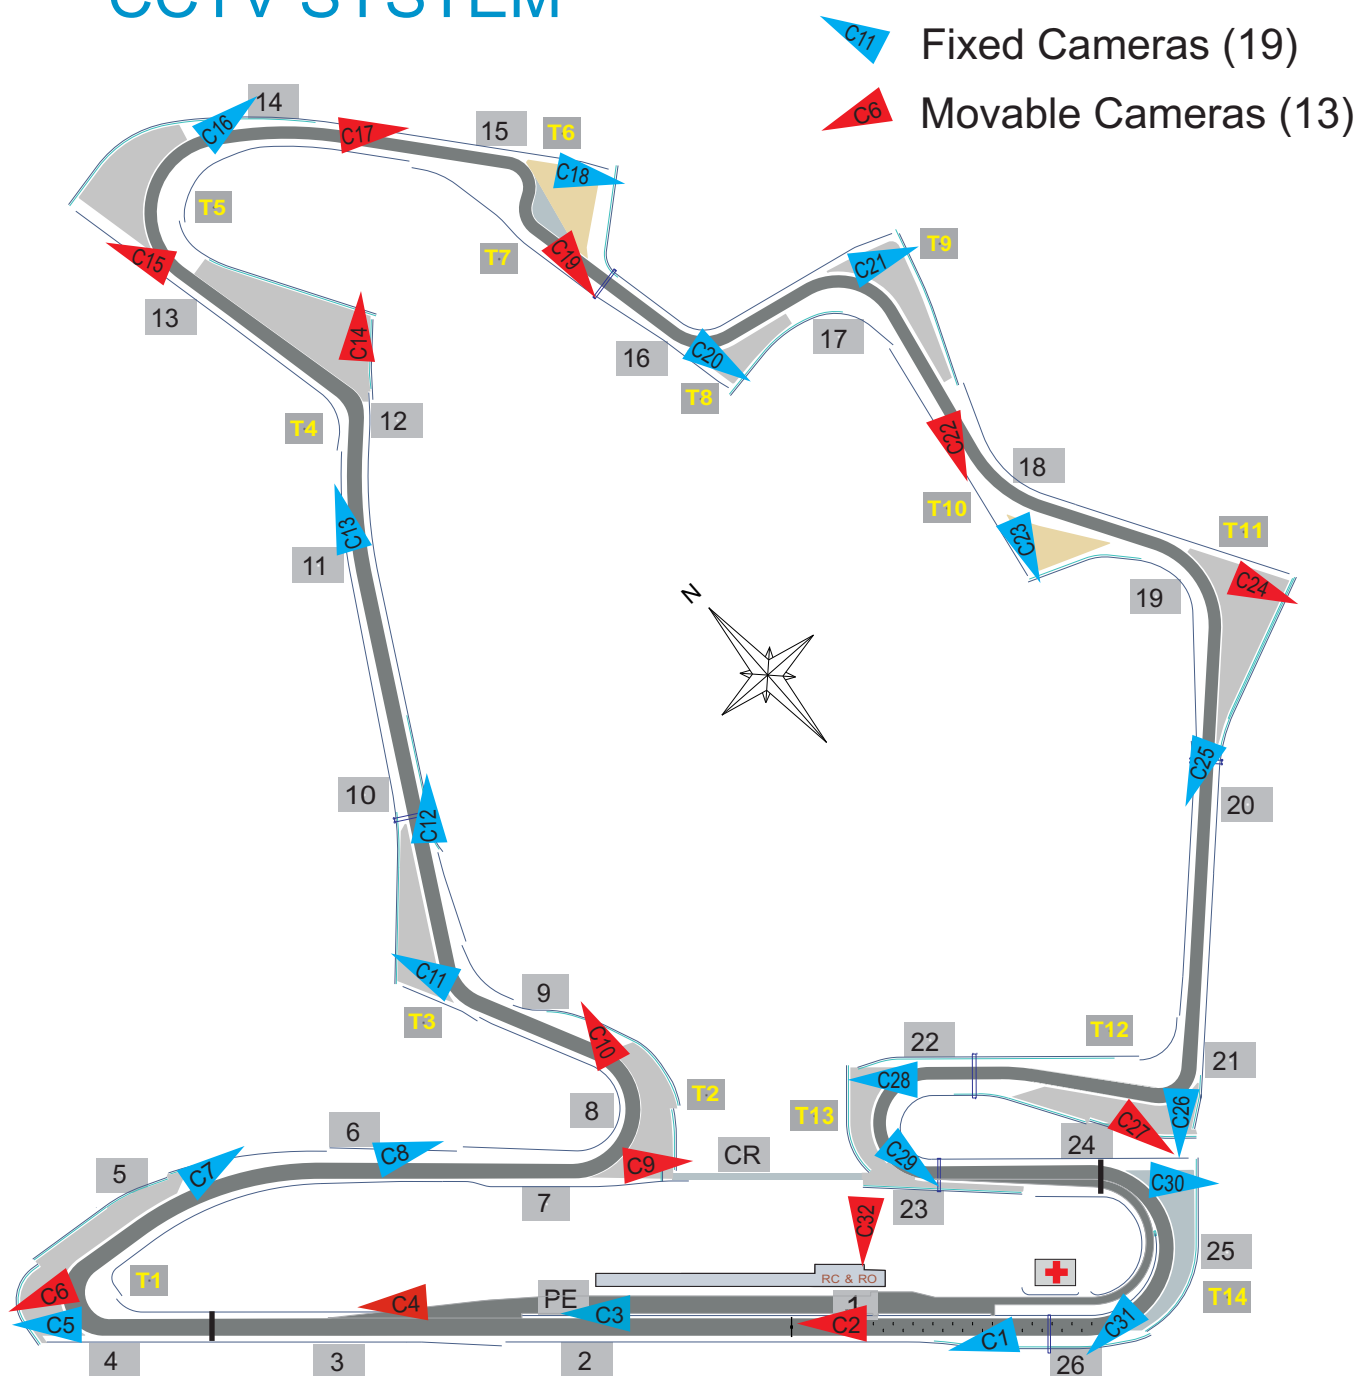 CCTV SYSTEM
C11 Fixed Cameras (19)
C6 Movable Cameras (13)
14
C16
C17
15
T6
C18
T5
T9
C15
T7
C19
C21
13
C14
16
C20
17
T8
12
T4
C22
18
T10
C13
C23
T11
11
C24
19
N
C25
10
20
C12
C11
9
T3
C10
22
T12
21
C28
T2
8
T13
C26
C27
6
24
CR
C8
5
C7
C9
C29
C30
7
23
C32
25
T1
RC & RO
C6
C4
PE
1
T14
C5
C3
C2
C1
C31
4
3
2
26